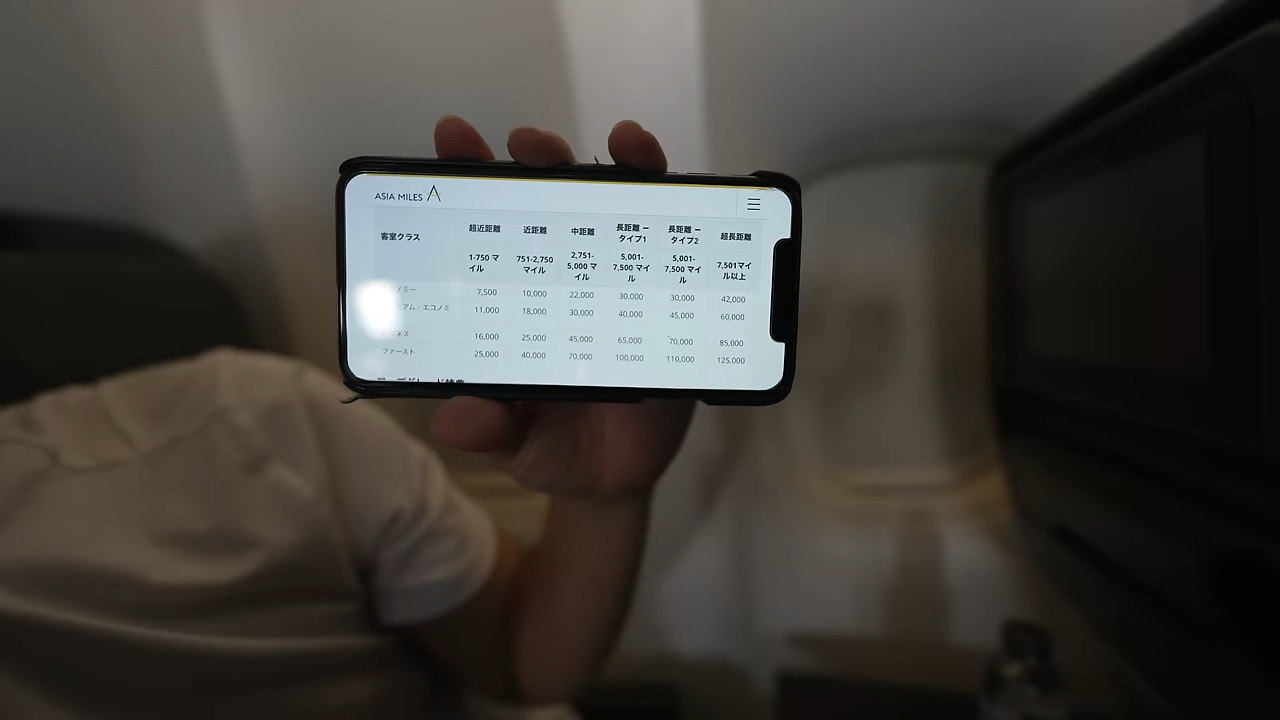 ASIA MILES
客室クラス 超近距離 近距離 中距離 長距離 ー タイプ1 長距離 ー タイプ2 超長距離
1-750 マイル 751-2,750 マイル 2,751-5,000 マイル 5,001-7,500 マイル 5,001-7,500 マイル 7,501マイル以上
ミー 7,500 10,000 22,000 30,000 30,000 42,000
アム・エコノミ 11,000 18,000 30,000 40,000 45,000 60,000
ビジネス 16,000 25,000 45,000 65,000 70,000 85,000
ファースト 25,000 40,000 70,000 100,000 110,000 125,000